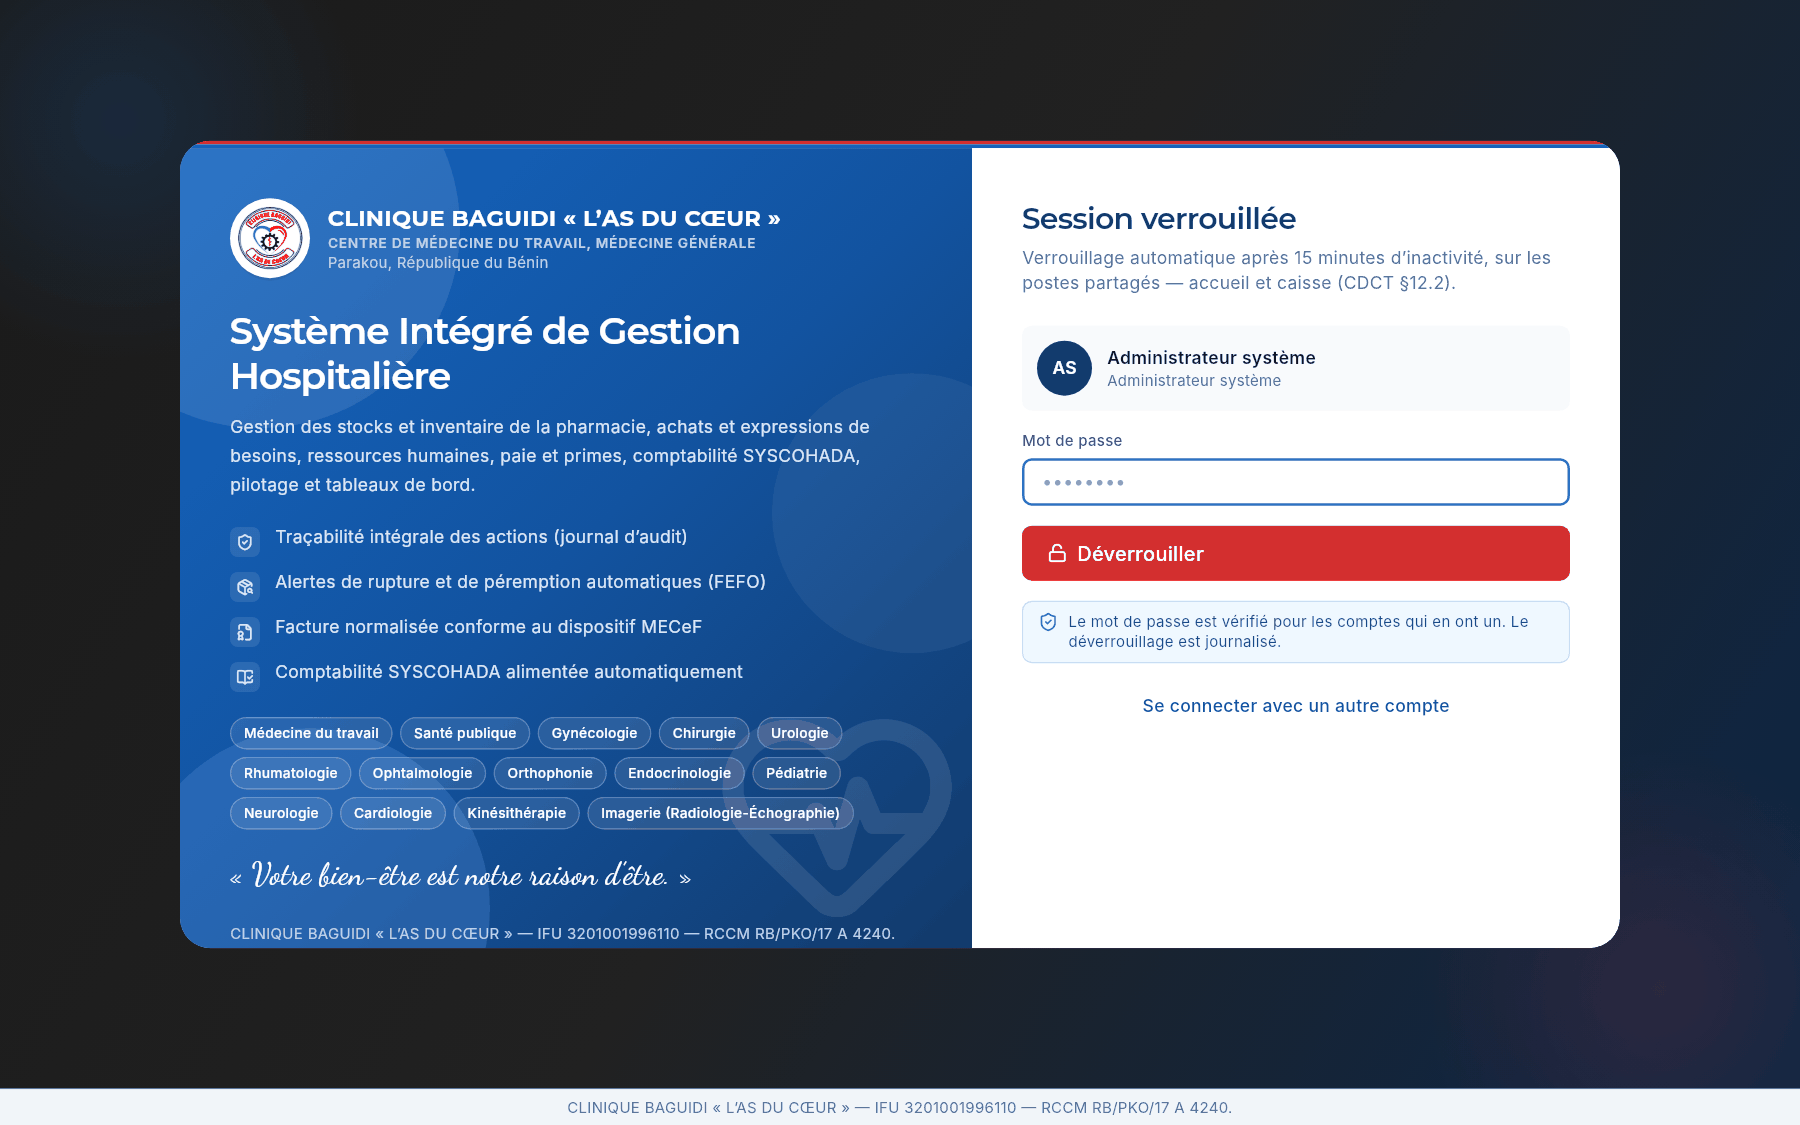 CLINIQUE BAGUIDI « L’AS DU CŒUR »
CENTRE DE MÉDECINE DU TRAVAIL, MÉDECINE GÉNÉRALE
Parakou, République du Bénin
Système Intégré de Gestion
Hospitalière
Gestion des stocks et inventaire de la pharmacie, achats et expressions de
besoins, ressources humaines, paie et primes, comptabilité SYSCOHADA,
pilotage et tableaux de bord.
Traçabilité intégrale des actions (journal d’audit)
Alertes de rupture et de péremption automatiques (FEFO)
Facture normalisée conforme au dispositif MECeF
Comptabilité SYSCOHADA alimentée automatiquement
Médecine du travail Santé publique Gynécologie Chirurgie Urologie
Rhumatologie Ophtalmologie Orthophonie Endocrinologie Pédiatrie
Neurologie Cardiologie Kinésithérapie Imagerie (Radiologie-Échographie)
« Votre bien-être est notre raison d’être. »
CLINIQUE BAGUIDI « L’AS DU CŒUR » — IFU 3201001996110 — RCCM RB/PKO/17 A 4240.
Session verrouillée
Verrouillage automatique après 15 minutes d’inactivité, sur les
postes partagés — accueil et caisse (CDCT §12.2).
AS
Administrateur système
Administrateur système
Mot de passe
••••••••
Déverrouiller
Le mot de passe est vérifié pour les comptes qui en ont un. Le
déverrouillage est journalisé.
Se connecter avec un autre compte
CLINIQUE BAGUIDI « L’AS DU CŒUR » — IFU 3201001996110 — RCCM RB/PKO/17 A 4240.